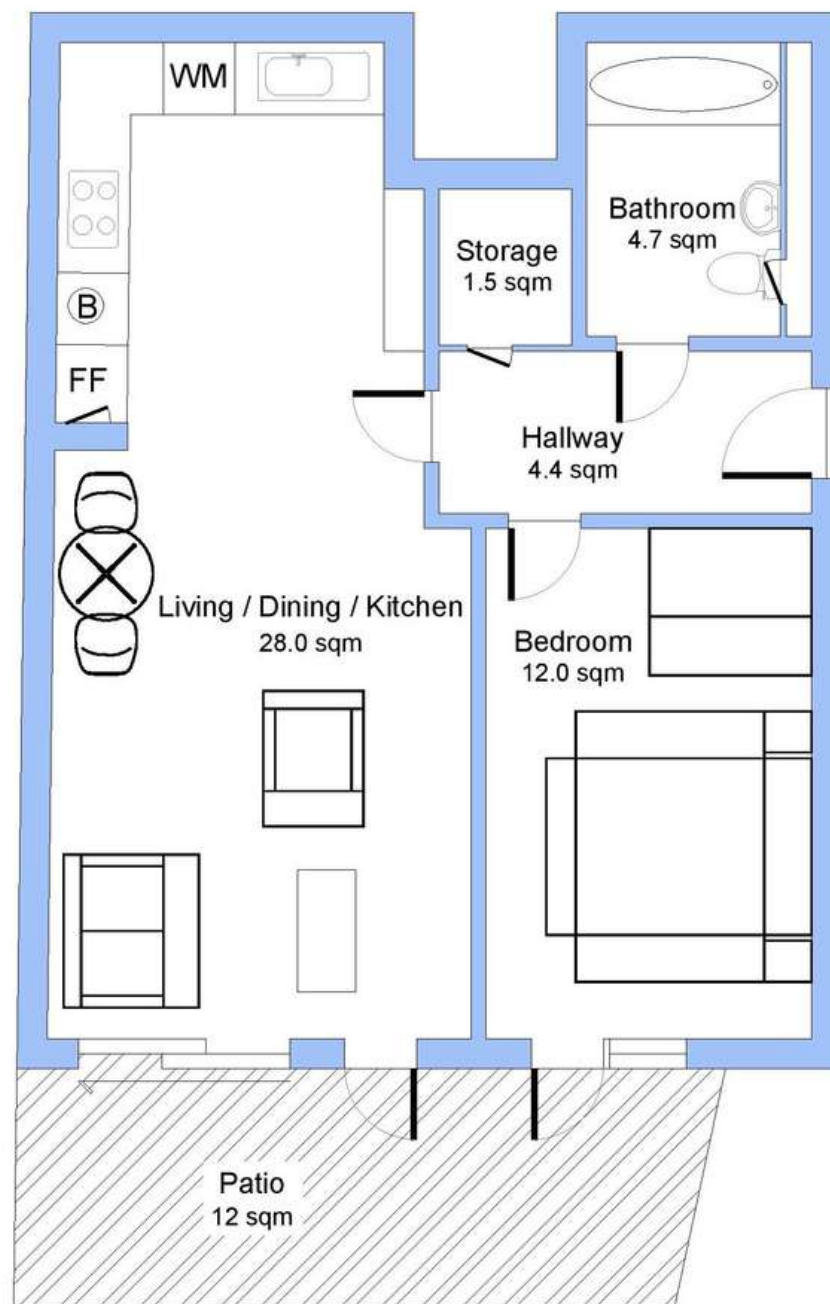 WM
Bathroom
4.7 sqm
Storage
1.5 sqm
B
FF
Hallway
4.4 sqm
Living / Dining / Kitchen
28.0 sqm
Bedroom
12.0 sqm
Patio
12 sqm